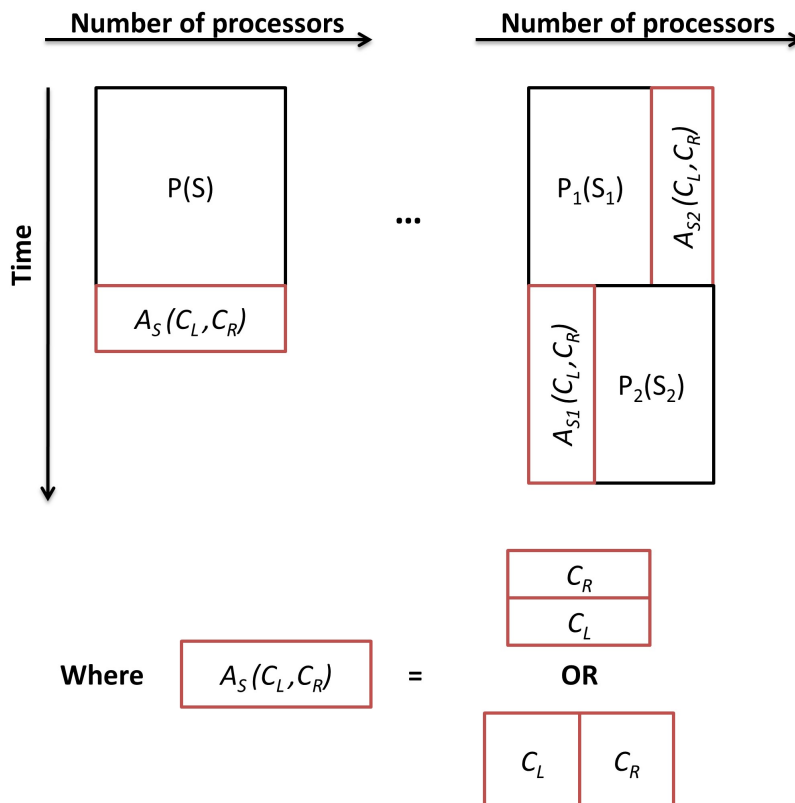 Number of processors
Number of processors
Time
P(S)
A_S(C_L,C_R)
...
P_1(S_1)
A_S2(C_L,C_R)
A_S1(C_L,C_R)
P_2(S_2)
C_R
C_L
Where A_S(C_L,C_R) = OR
C_L C_R